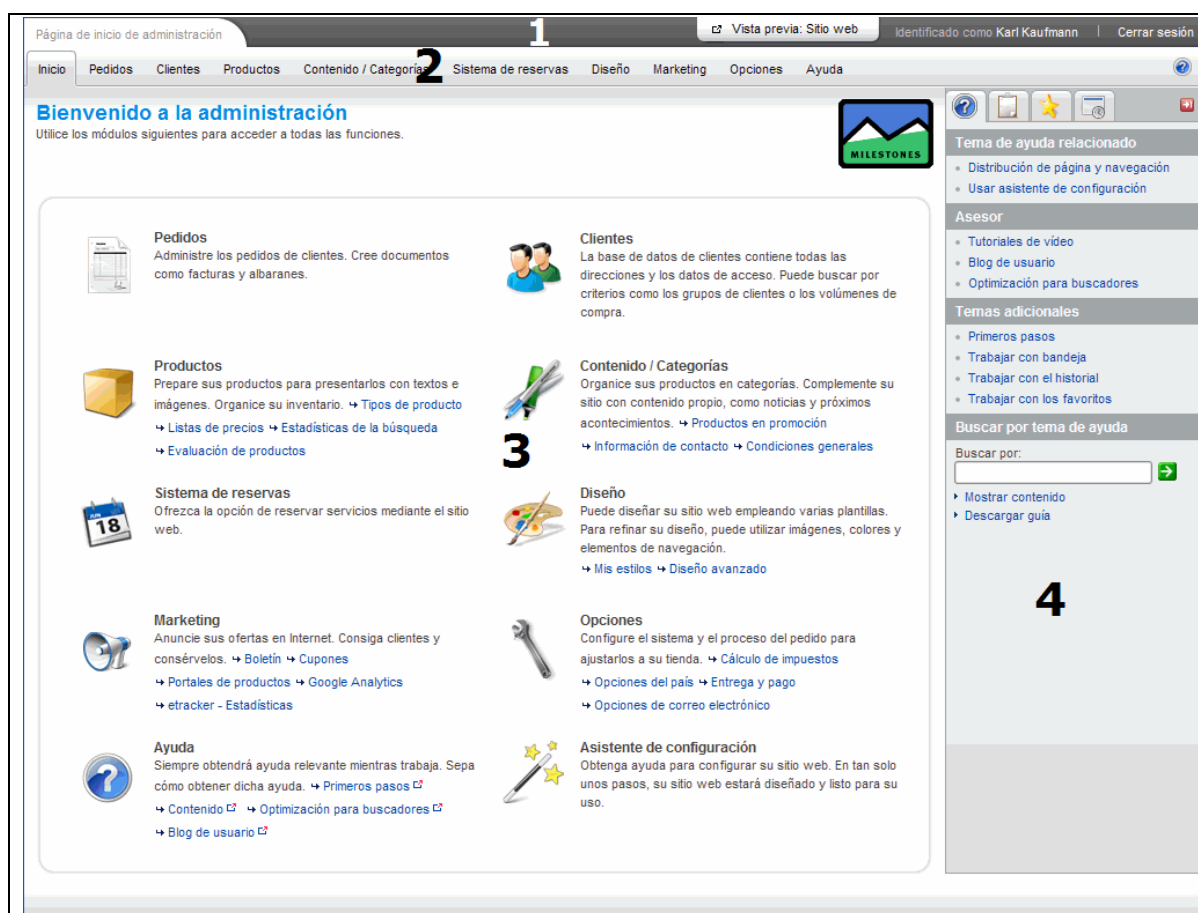 Página de inicio de administración
1
Vista previa: Sitio web
Identificado como Karl Kaufmann | Cerrar sesión
Inicio Pedidos Clientes Productos Contenido / Categorías 2 Sistema de reservas Diseño Marketing Opciones Ayuda
Bienvenido a la administración
Utilice los módulos siguientes para acceder a todas las funciones.
MILESTONES
Pedidos
Administre los pedidos de clientes. Cree documentos
como facturas y albaranes.
Clientes
La base de datos de clientes contiene todas las
direcciones y los datos de acceso. Puede buscar por
criterios como los grupos de clientes o los volúmenes de
compra.
Productos
Prepare sus productos para presentarlos con textos e
imágenes. Organice su inventario. ↪ Tipos de producto
↪ Listas de precios ↪ Estadísticas de la búsqueda
↪ Evaluación de productos
Contenido / Categorías
Organice sus productos en categorías. Complemente su
sitio con contenido propio, como noticias y próximos
acontecimientos. ↪ Productos en promoción
↪ Información de contacto ↪ Condiciones generales
3
Sistema de reservas
Ofrezca la opción de reservar servicios mediante el sitio
web.
JUN
18
Diseño
Puede diseñar su sitio web empleando varias plantillas.
Para refinar su diseño, puede utilizar imágenes, colores y
elementos de navegación.
↪ Mis estilos ↪ Diseño avanzado
Marketing
Anuncie sus ofertas en Internet. Consiga clientes y
consérvelos. ↪ Boletín ↪ Cupones
↪ Portales de productos ↪ Google Analytics
↪ etracker - Estadísticas
Opciones
Configure el sistema y el proceso del pedido para
ajustarlos a su tienda. ↪ Cálculo de impuestos
↪ Opciones del país ↪ Entrega y pago
↪ Opciones de correo electrónico
Ayuda
Siempre obtendrá ayuda relevante mientras trabaja. Sepa
cómo obtener dicha ayuda. ↪ Primeros pasos
↪ Contenido ↪ Optimización para buscadores
↪ Blog de usuario
Asistente de configuración
Obtenga ayuda para configurar su sitio web. En tan solo
unos pasos, su sitio web estará diseñado y listo para su
uso.
Tema de ayuda relacionado
Distribución de página y navegación
Usar asistente de configuración
Asesor
Tutoriales de vídeo
Blog de usuario
Optimización para buscadores
Temas adicionales
Primeros pasos
Trabajar con bandeja
Trabajar con el historial
Trabajar con los favoritos
Buscar por tema de ayuda
Buscar por:
Mostrar contenido
Descargar guía
4